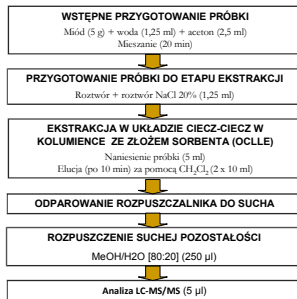 WSTĘPNE PRZYGOTOWANIE PRÓBKI
Miód (5 g) + woda (1,25 ml) + aceton (2,5 ml)
Mieszanie (20 min)
PRZYGOTOWANIE PRÓBKI DO ETAPU EKSTRAKCJI
Roztwór + roztwór NaCl 20% (1,25 ml)
EKSTRAKCJA W UKŁADZIE CIECZ-CIECZ W
KOLUMIENCE ZE ZŁOŻEM SORBENTA (OCLLE)
Naniesienie próbki (5 ml)
Elucja (po 10 min) za pomocą CH₂Cl₂ (2 x 10 ml)
ODPAROWANIE ROZPUSZCZALNIKA DO SUCHA
ROZPUSZCZENIE SUCHEJ POZOSTAŁOŚCI
MeOH/H2O [80:20] (250 µl)
Analiza LC-MS/MS (5 µl)